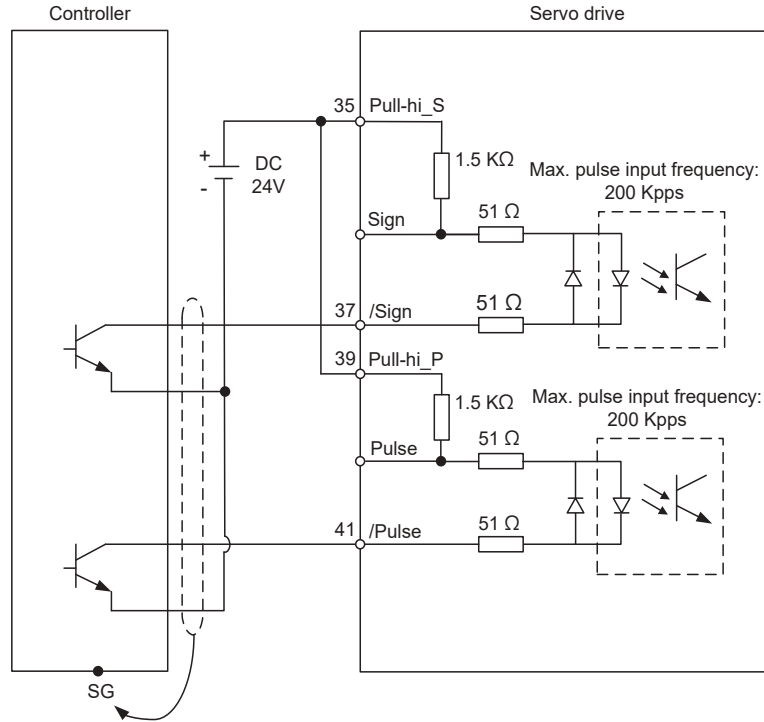 Controller
Servo drive
35 Pull-hi_S
+
-
DC
24V
1.5 KΩ
Max. pulse input frequency:
200 Kpps
Sign
51 Ω
37 /Sign
51 Ω
39 Pull-hi_P
1.5 KΩ
Max. pulse input frequency:
200 Kpps
Pulse
51 Ω
41 /Pulse
51 Ω
SG